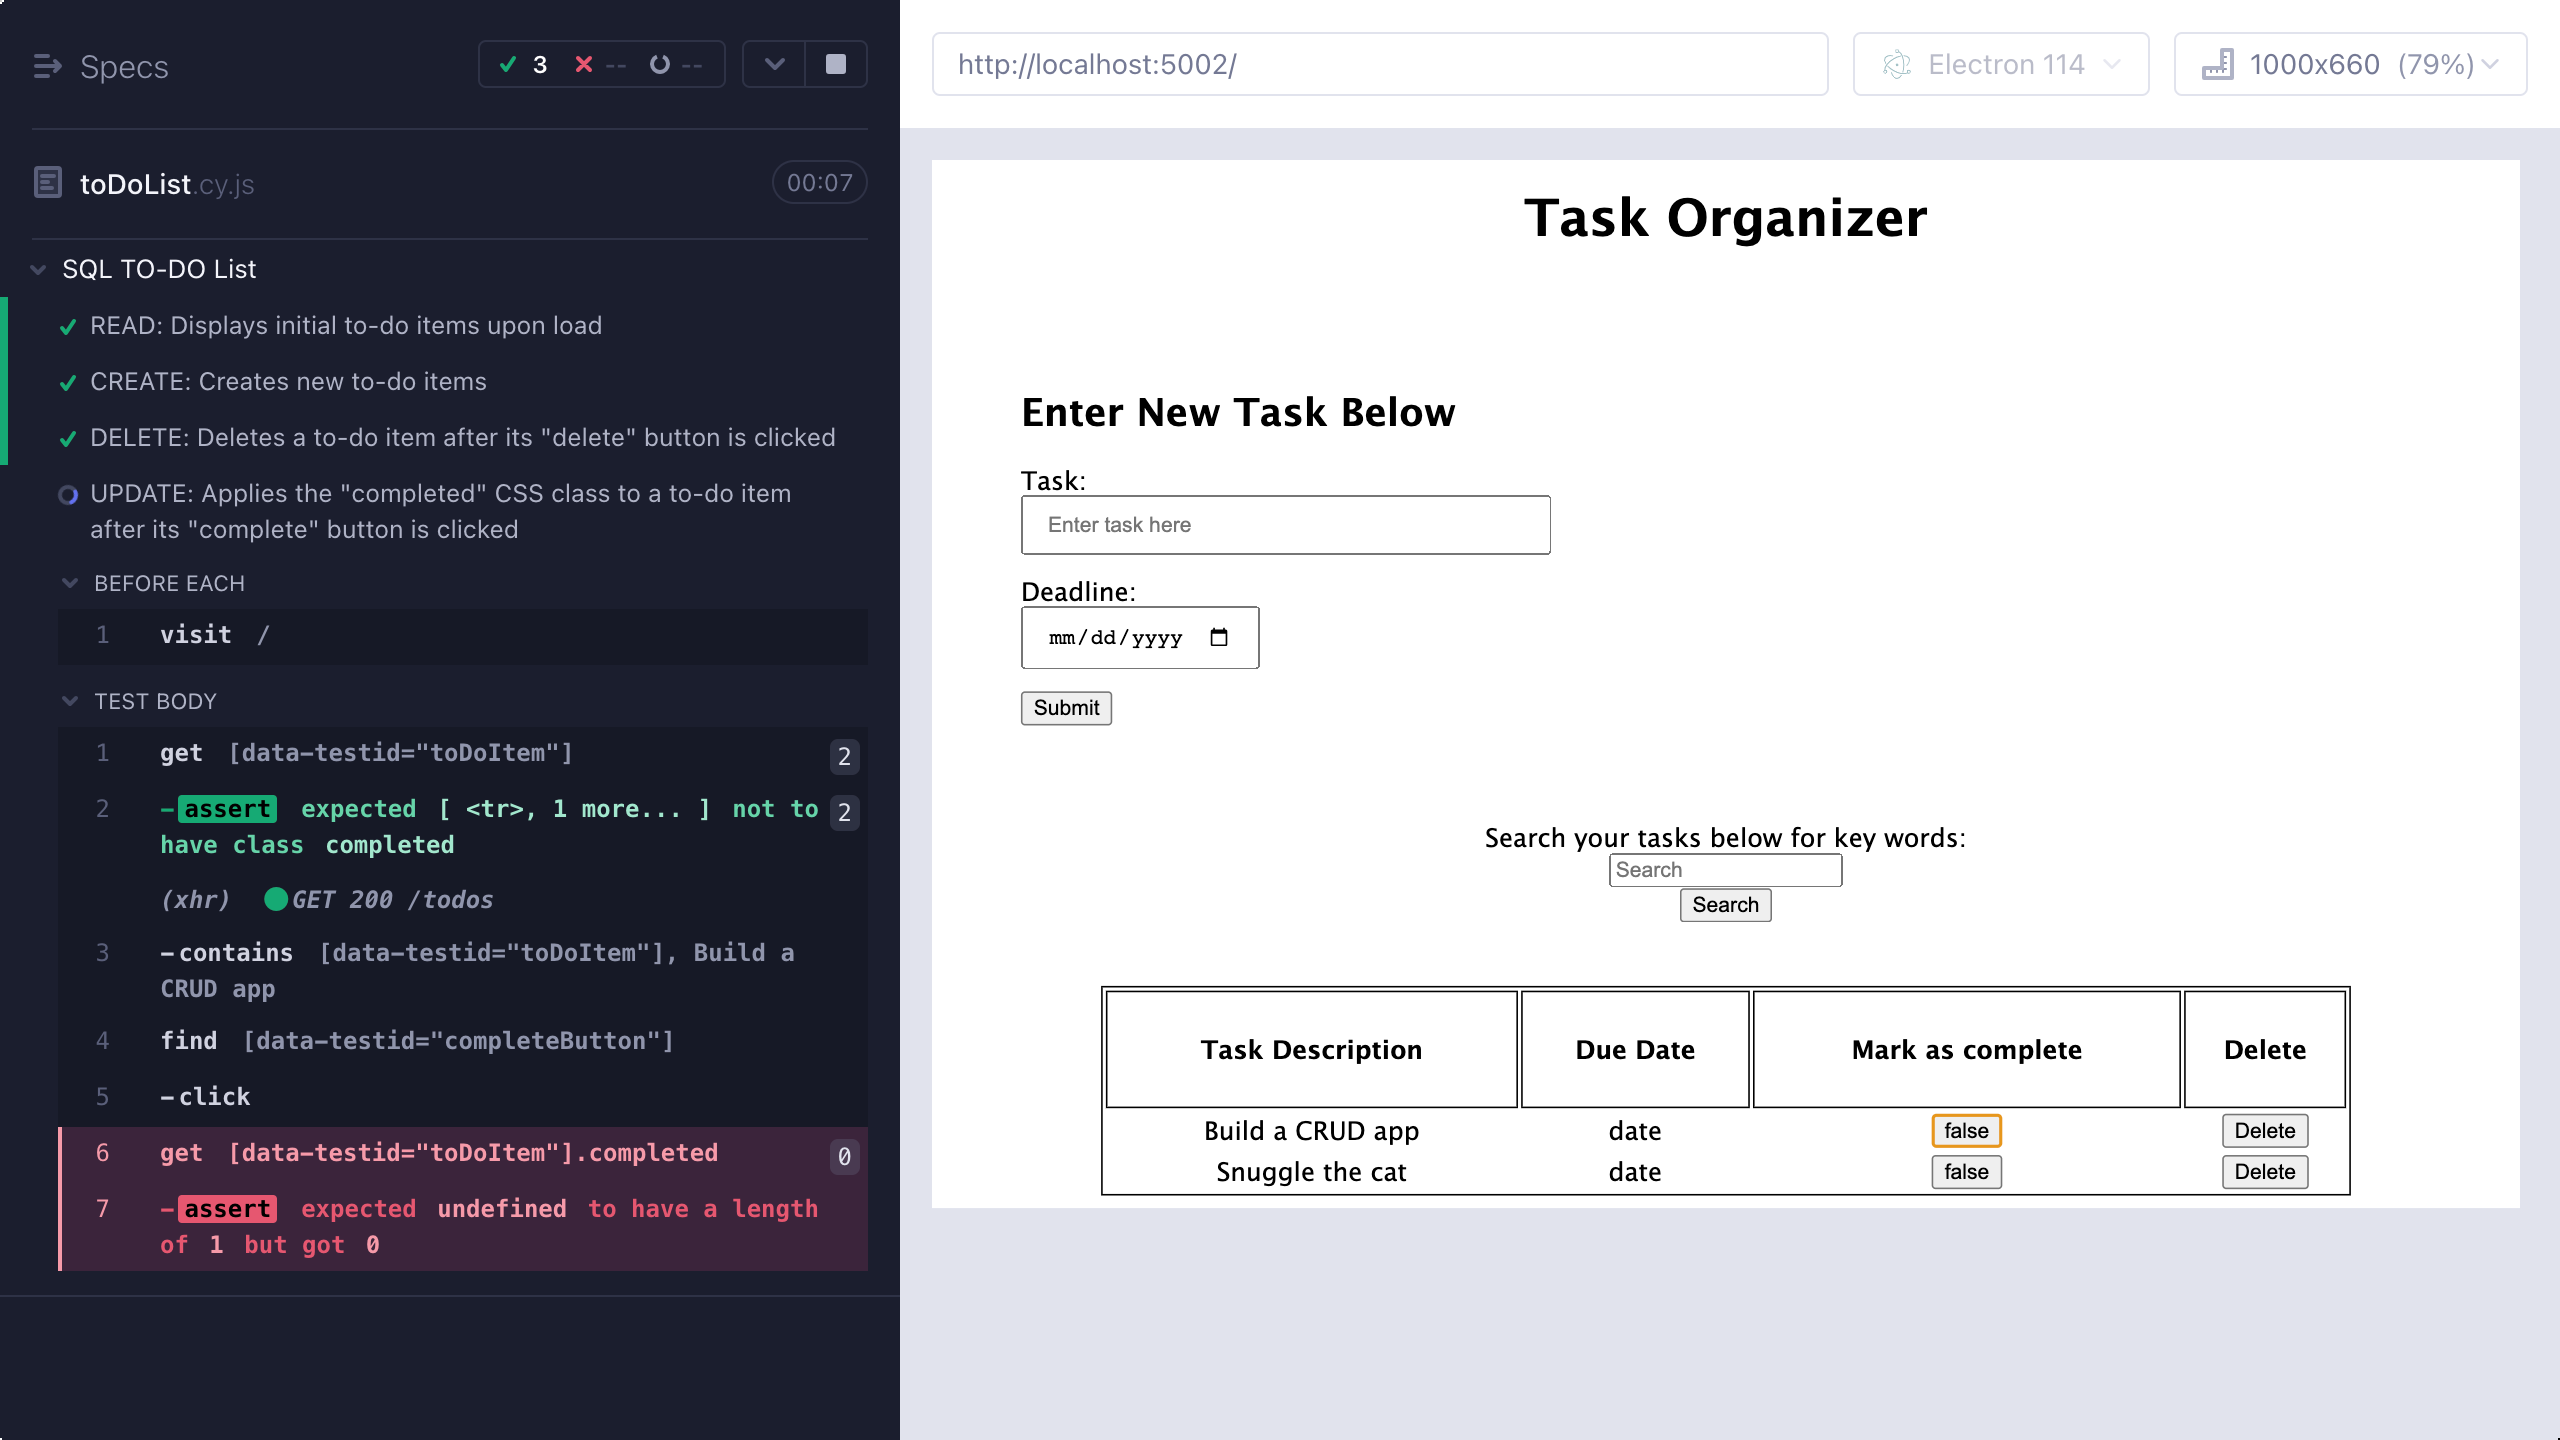 Specs
3 -- --
toDoList.cy.js
00:07
SQL TO-DO List
READ: Displays initial to-do items upon load
CREATE: Creates new to-do items
DELETE: Deletes a to-do item after its "delete" button is clicked
UPDATE: Applies the "completed" CSS class to a to-do item
after its "complete" button is clicked
BEFORE EACH
1 visit /
TEST BODY
1 get [data-testid="toDoItem"] 2
2 -assert expected [ <tr>, 1 more... ] not to 2
have class completed
(xhr) GET 200 /todos
3 -contains [data-testid="toDoItem"], Build a
CRUD app
4 find [data-testid="completeButton"]
5 -click
6 get [data-testid="toDoItem"].completed 0
7 -assert expected undefined to have a length
of 1 but got 0
http://localhost:5002/
Electron 114
1000x660 (79%)
Task Organizer
Enter New Task Below
Task:
Enter task here
Deadline:
mm/dd/yyyy
Submit
Search your tasks below for key words:
Search
Search
Task Description Due Date Mark as complete Delete
Build a CRUD app date false Delete
Snuggle the cat date false Delete